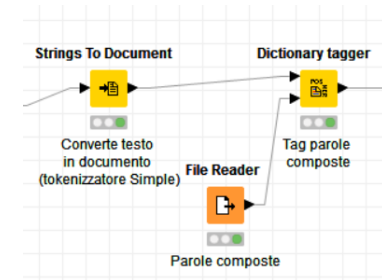 Strings To Document
Dictionary tagger
POS
Converte testo
in documento
(tokenizzatore Simple)
Tag parole
composte
File Reader
Parole composte